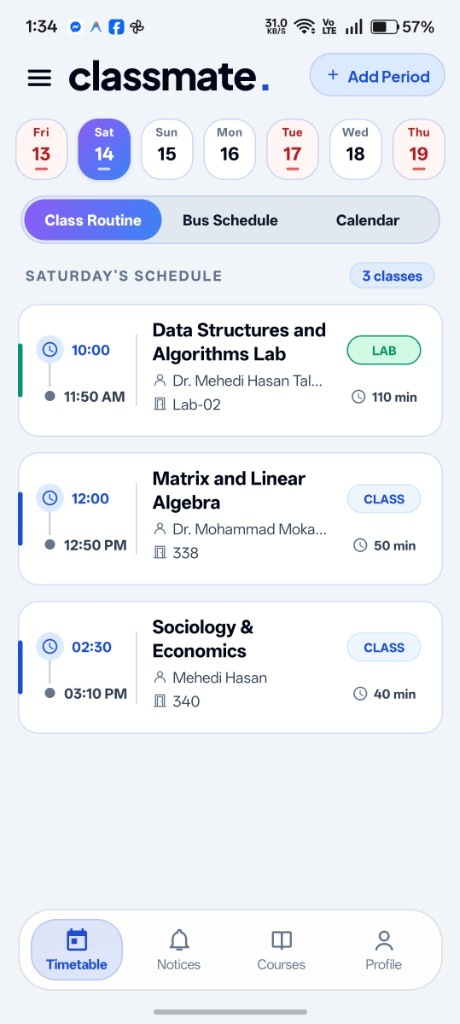 1:34
31.0 KB/S
Vo LTE
57%
classmate.
+ Add Period
Fri 13
Sat 14
Sun 15
Mon 16
Tue 17
Wed 18
Thu 19
Class Routine
Bus Schedule
Calendar
SATURDAY'S SCHEDULE
3 classes
10:00
11:50 AM
Data Structures and
Algorithms Lab
Dr. Mehedi Hasan Tal...
Lab-02
LAB
110 min
12:00
12:50 PM
Matrix and Linear
Algebra
Dr. Mohammad Moka...
338
CLASS
50 min
02:30
03:10 PM
Sociology &
Economics
Mehedi Hasan
340
CLASS
40 min
Timetable
Notices
Courses
Profile